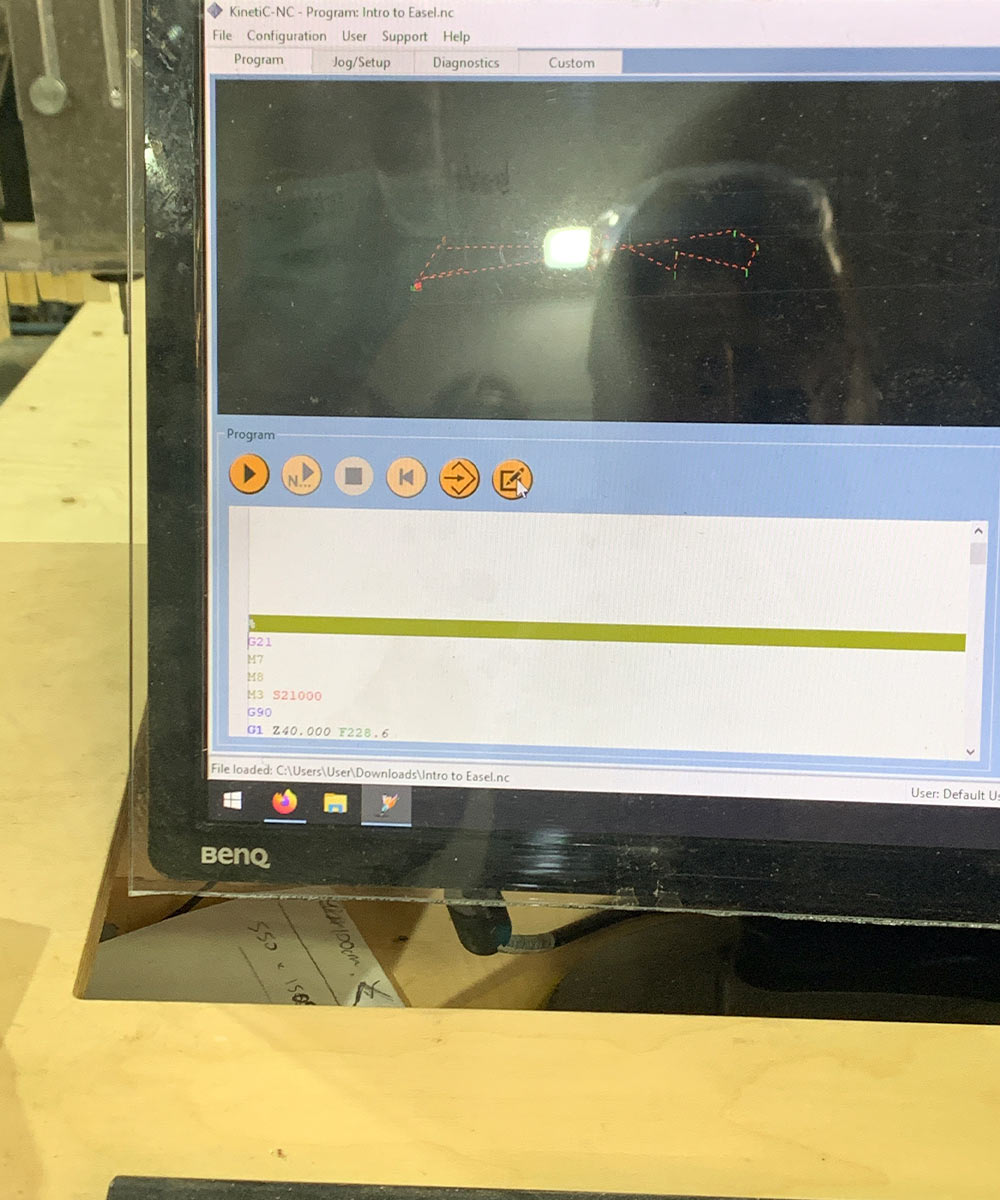 KinetiC-NC - Program: Intro to Easel.nc
File Configuration User Support Help
Program Jog/Setup Diagnostics Custom
Program
N...
%
G21
M7
M8
M3 S21000
G90
G1 Z40.000 F228.6
File loaded: C:\Users\User\Downloads\Intro to Easel.nc
User: Default Us
BenQ
550 x